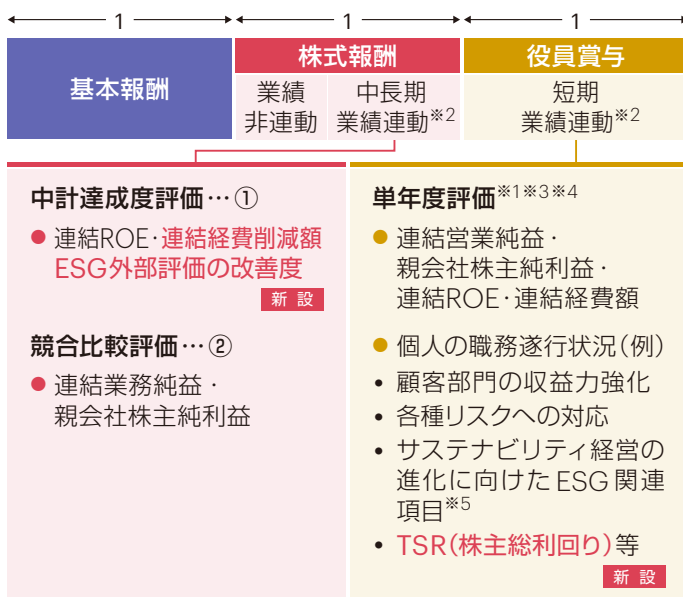 1 1 1
基本報酬
株式報酬
業績
非連動
中長期
業績連動※2
役員賞与
短期
業績連動※2
中計達成度評価…①
● 連結ROE・連結経費削減額
ESG外部評価の改善度
新設
競合比較評価…②
● 連結業務純益・
親会社株主純利益
単年度評価※1※3※4
● 連結営業純益・
親会社株主純利益・
連結ROE・連結経費額
● 個人の職務遂行状況(例)
• 顧客部門の収益力強化
• 各種リスクへの対応
• サステナビリティ経営の
進化に向けたESG関連
項目※5
• TSR(株主総利回り)等
新設